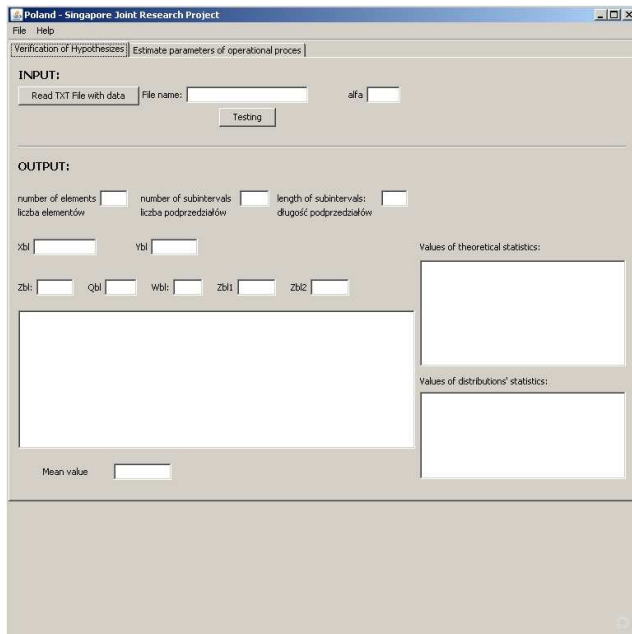 Poland - Singapore Joint Research Project
File Help
Verification of Hypothesizes Estimate parameters of operational proces
INPUT:
Read TXT File with data File name: alfa
Testing
OUTPUT:
number of elements number of subintervals length of subintervals:
liczba elementów liczba podprzedziałów długość podprzedziałów
Xbl Ybl Values of theoretical statistics:
Zbl: Qbl Wbl: Zbl1 Zbl2
Values of distributions' statistics:
Mean value